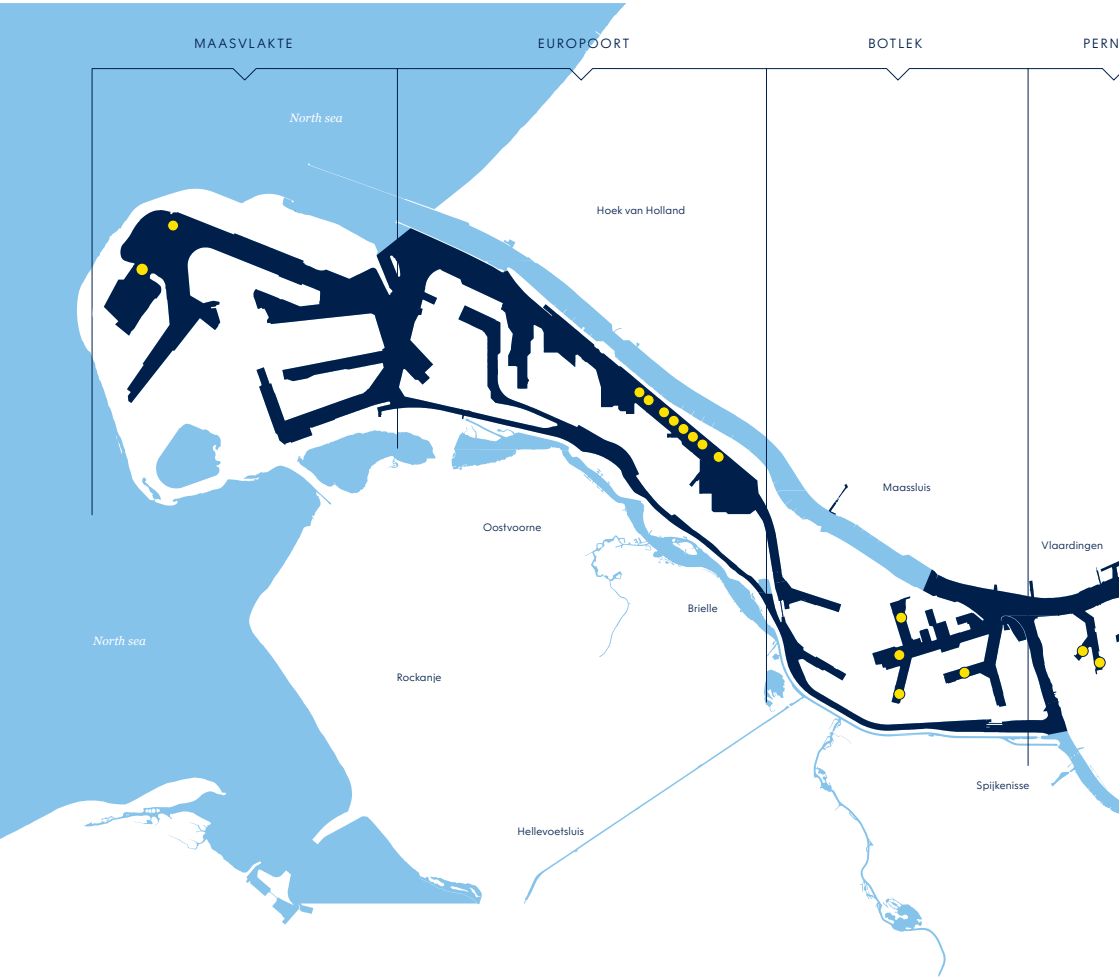 MAASVLAKTE
EUROPOORT
BOTLEK
PERN
North sea
Hoek van Holland
Maassluis
Oostvoorne
Vlaardingen
Brielle
North sea
Rockanje
Spijkenisse
Hellevoetsluis